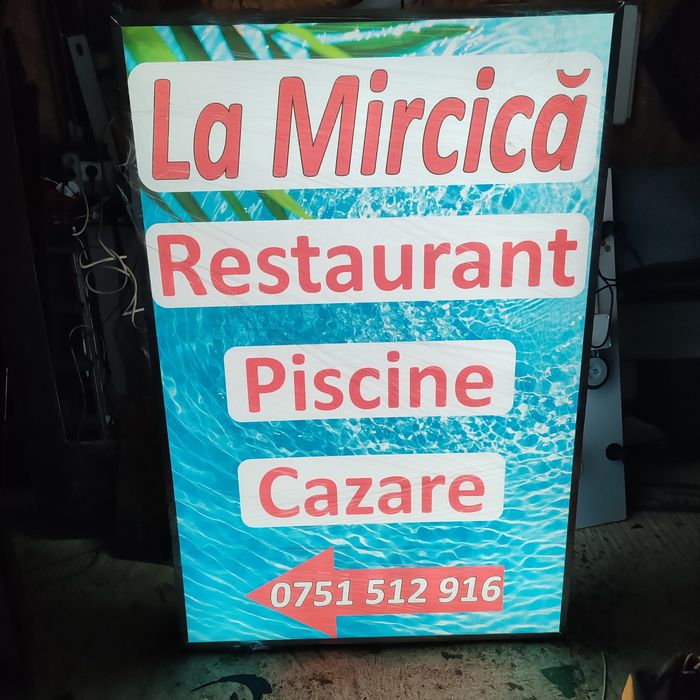 La Mircică
Restaurant
Piscine
Cazare
0751 512 916